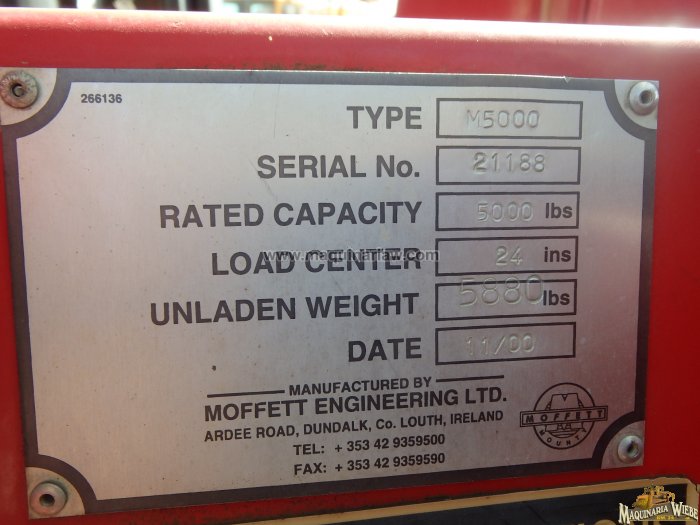 266136
TYPE M5000
SERIAL No. 21188
RATED CAPACITY 5000 lbs
LOAD CENTER 24 ins
www.maquinariaw.com
UNLADEN WEIGHT 5880 lbs
DATE 11/00
MANUFACTURED BY
MOFFETT ENGINEERING LTD.
ARDEE ROAD, DUNDALK, Co. LOUTH, IRELAND
TEL: + 353 42 9359500
FAX: + 353 42 9359590
MOFFETT
MOUNTY
MAQUINARIA WIEBE